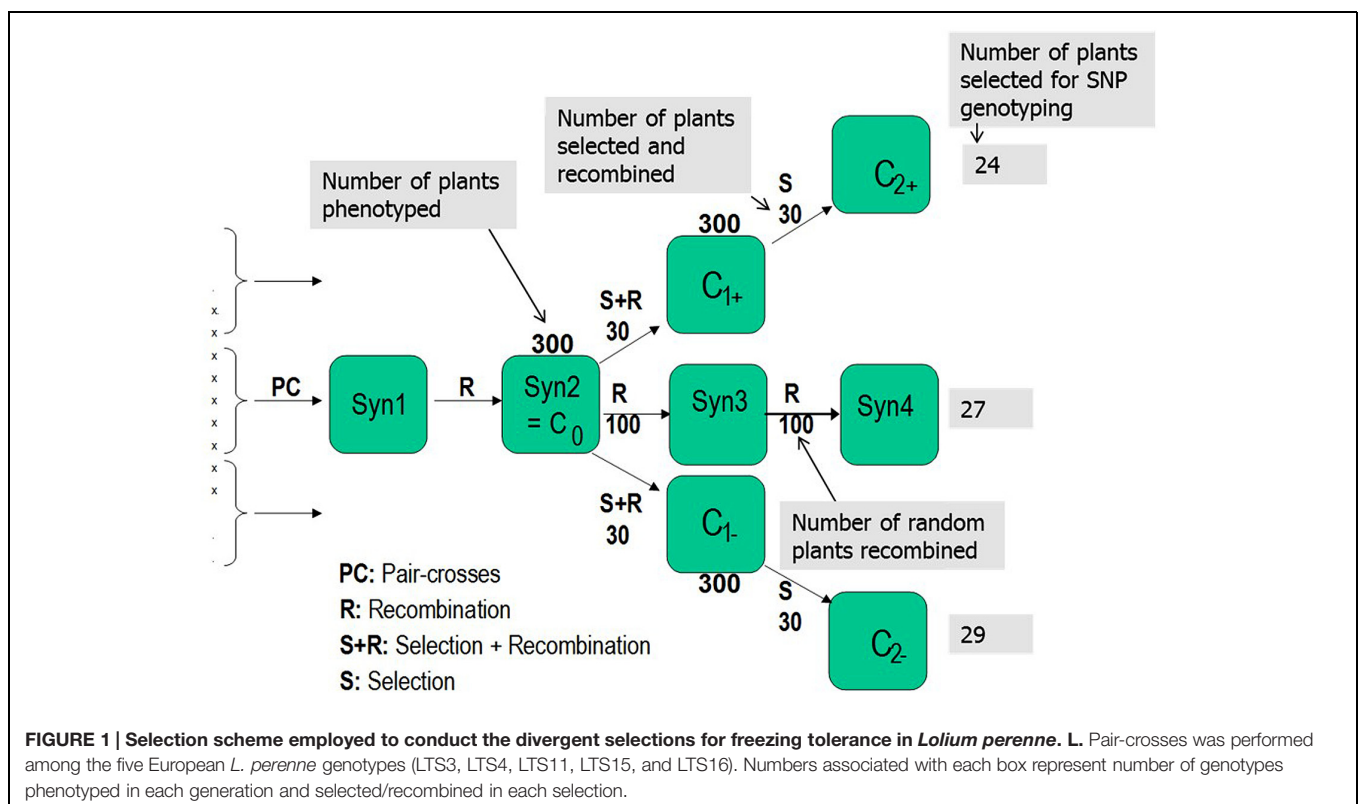 Number of plants
selected for SNP
genotyping
24
Number of plants
selected and
recombined
Number of plants
phenotyped
S
30
C2+
300
C1+
S+R
30
300
x
x
x
x
x
x
x
x
x
PC
Syn1
R
Syn2
= C0
R
100
Syn3
R
100
Syn4
27
S+R
30
C1-
300
Number of random
plants recombined
S
30
C2-
29
PC: Pair-crosses
R: Recombination
S+R: Selection + Recombination
S: Selection
FIGURE 1 | Selection scheme employed to conduct the divergent selections for freezing tolerance in Lolium perenne. L. Pair-crosses was performed
among the five European L. perenne genotypes (LTS3, LTS4, LTS11, LTS15, and LTS16). Numbers associated with each box represent number of genotypes
phenotyped in each generation and selected/recombined in each selection.